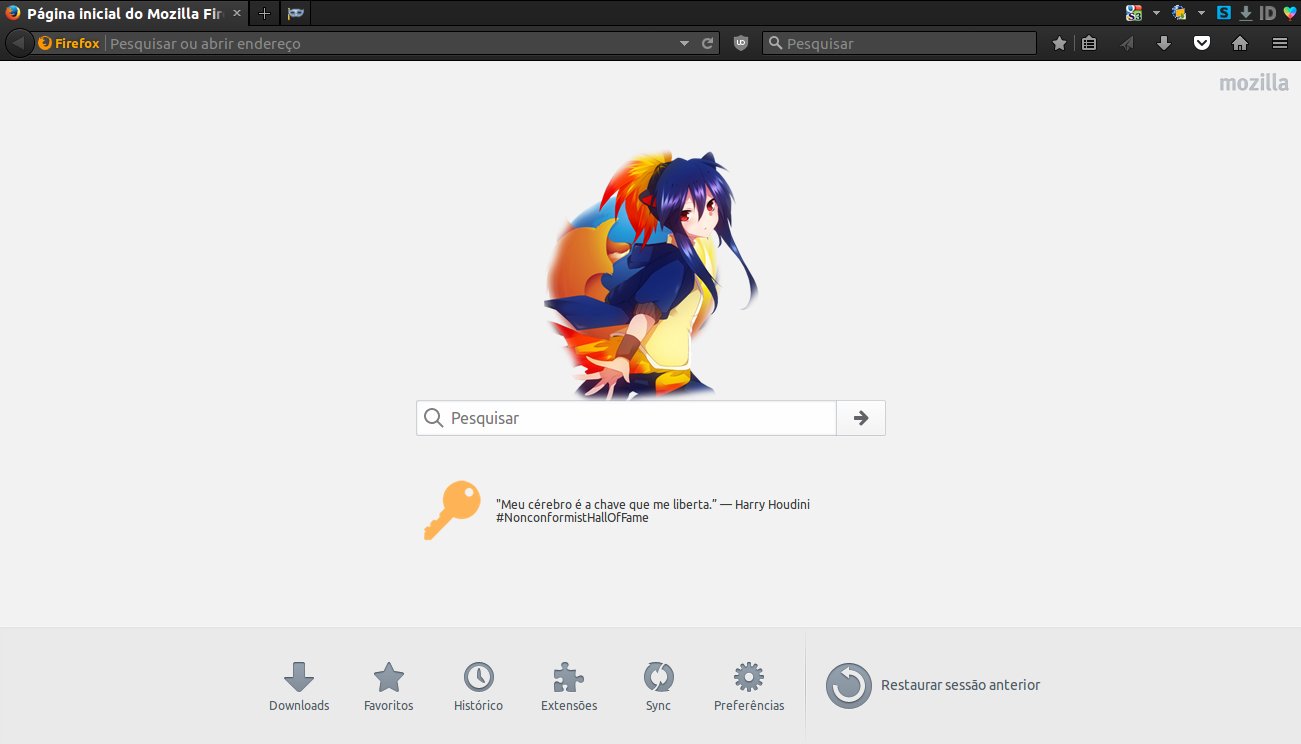 Página inicial do Mozilla Fir
Firefox
Pesquisar ou abrir endereço
Pesquisar
ID
mozilla
Pesquisar
"Meu cérebro é a chave que me liberta.” — Harry Houdini
#NonconformistHallOfFame
Downloads
Favoritos
Histórico
Extensões
Sync
Preferências
Restaurar sessão anterior